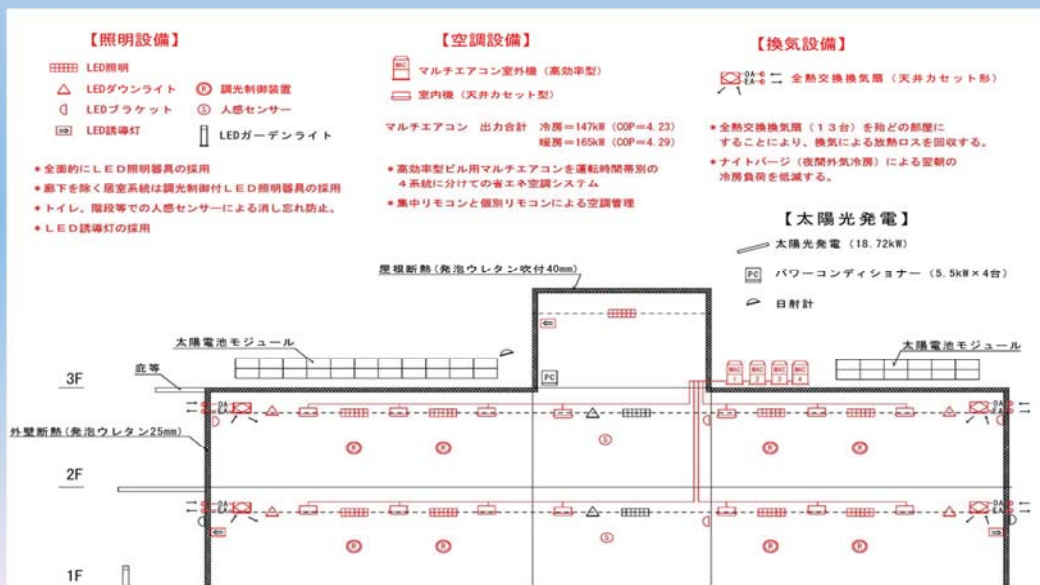 【照明設備】
LED照明
LEDダウンライト
R 調光制御装置
LEDブラケット
S 人感センサー
LED誘導灯
LEDガーデンライト
*全面的にLED照明器具の採用
*廊下を除く居室系統は調光制御付LED照明器具の採用
*トイレ、階段等での人感センサーによる消し忘れ防止。
*LED誘導灯の採用
【空調設備】
MAC マルチエアコン室外機(高効率型)
室内機(天井カセット型)
マルチエアコン 出力合計 冷房=147kW(COP=4.23)
暖房=165kW(COP=4.29)
*高効率型ビル用マルチエアコンを運転時間帯別の
4系統に分けての省エネ空調システム
*集中リモコンと個別リモコンによる空調管理
【換気設備】
OA
EA
全熱交換換気扇(天井カセット形)
*全熱交換換気扇(13台)を殆どの部屋に
することにより、換気による放熱ロスを回収する。
*ナイトパージ(夜間外気冷房)による翌朝の
冷房負荷を低減する。
【太陽光発電】
太陽光発電(18.72kW)
PC パワーコンディショナー(5.5kW×4台)
日射計
屋根断熱(発泡ウレタン吹付40mm)
太陽電池モジュール
太陽電池モジュール
庇等
PC
MAC 1
MAC 2
MAC 3
MAC 4
3F
OA
EA
OA
EA
外壁断熱(発泡ウレタン25mm)
R
R
S
R
R
2F
OA
EA
OA
EA
R
R
S
R
R
1F